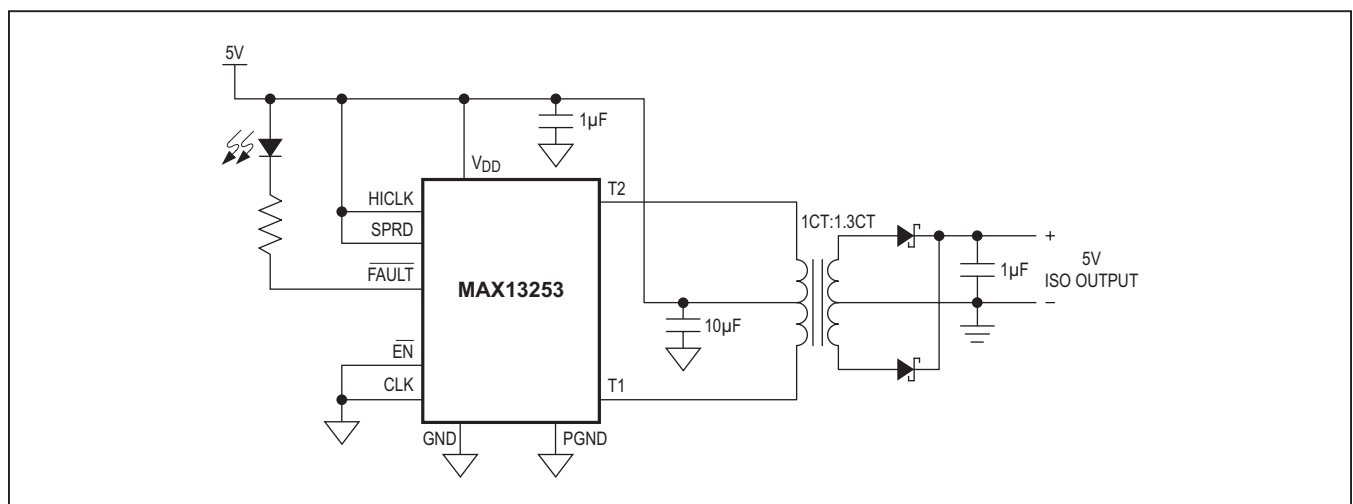 5V
1µF
VDD
HICLK
T2
SPRD
1CT:1.3CT
+
FAULT
MAX13253
1µF
5V
ISO OUTPUT
−
10µF
EN
CLK
T1
GND
PGND